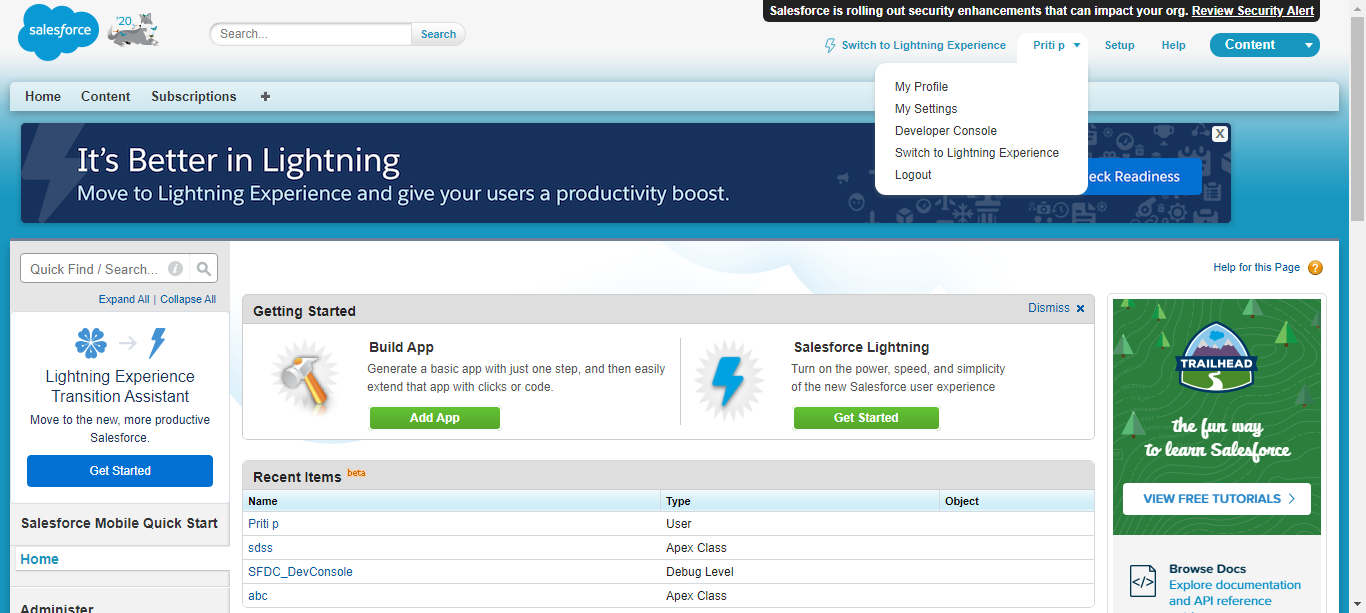 Salesforce is rolling out security enhancements that can impact your org. Review Security Alert
salesforce
'20
Search...
Search
Switch to Lightning Experience
Priti p
Setup
Help
Content
Home
Content
Subscriptions
+
My Profile
My Settings
Developer Console
Switch to Lightning Experience
Logout
It's Better in Lightning
Move to Lightning Experience and give your users a productivity boost.
eck Readiness
X
Quick Find / Search...
i
Expand All | Collapse All
Help for this Page ?
Lightning Experience
Transition Assistant
Move to the new, more productive
Salesforce.
Get Started
Salesforce Mobile Quick Start
Home
Administer
Getting Started
Dismiss x
Build App
Generate a basic app with just one step, and then easily
extend that app with clicks or code.
Add App
Salesforce Lightning
Turn on the power, speed, and simplicity
of the new Salesforce user experience
Get Started
Recent Items beta
Name Type Object
Priti p User
sdss Apex Class
SFDC_DevConsole Debug Level
abc Apex Class
TRAILHEAD
the fun way
to learn Salesforce
VIEW FREE TUTORIALS >
</>
Browse Docs
Explore documentation
and API reference